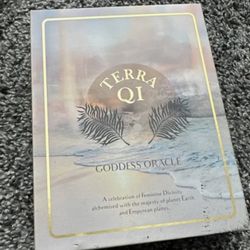 TERRA
QI
GODDESS ORACLE
A celebration of Feminine Divinity
alchemised with the majesty of planet Earth
and Empyrean planes.